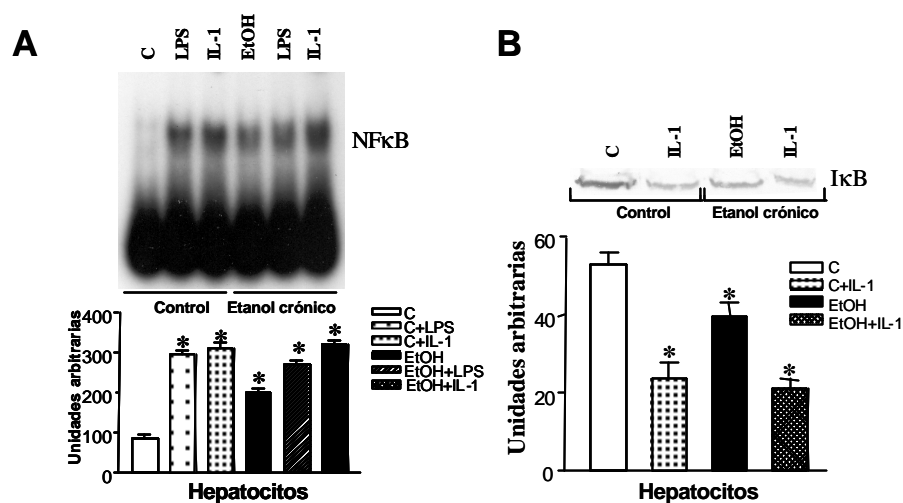 A
C
LPS
IL-1
EtOH
LPS
IL-1
NFκB
Control
Etanol crónico
Unidades arbitrarias
400
300
200
100
0
*
*
*
*
*
C
C+LPS
C+IL-1
EtOH
EtOH+LPS
EtOH+IL-1
Hepatocitos
B
C
IL-1
EtOH
IL-1
IκB
Control
Etanol crónico
Unidades arbitrarias
60
40
20
0
*
*
*
C
C+IL-1
EtOH
EtOH+IL-1
Hepatocitos